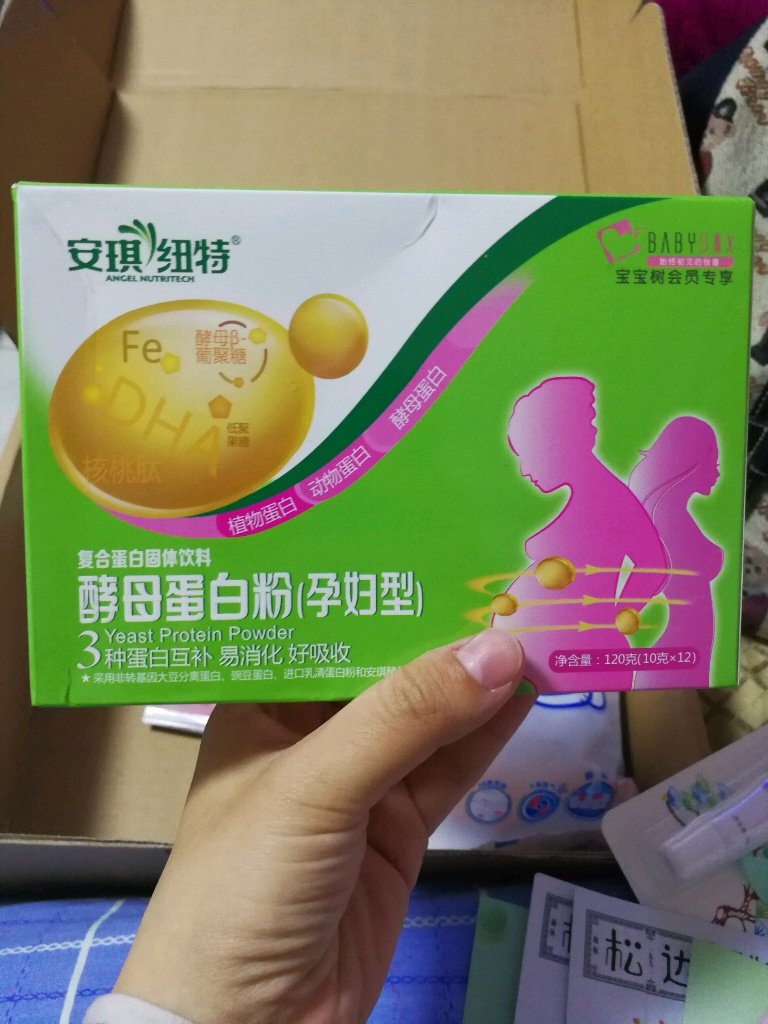 安琪纽特®
ANGEL NUTRITECH
BABYBOX
宝宝树会员专享
Fe
酵母β-
葡聚糖
DHA
低聚
果糖
核桃肽
植物蛋白 动物蛋白 酵母蛋白
复合蛋白固体饮料
酵母蛋白粉(孕妇型)
Yeast Protein Powder
3种蛋白互补 易消化 好吸收
★ 采用非转基因大豆分离蛋白、豌豆蛋白、进口乳清蛋白粉和安琪酵
净含量：120克(10克×12)
松达